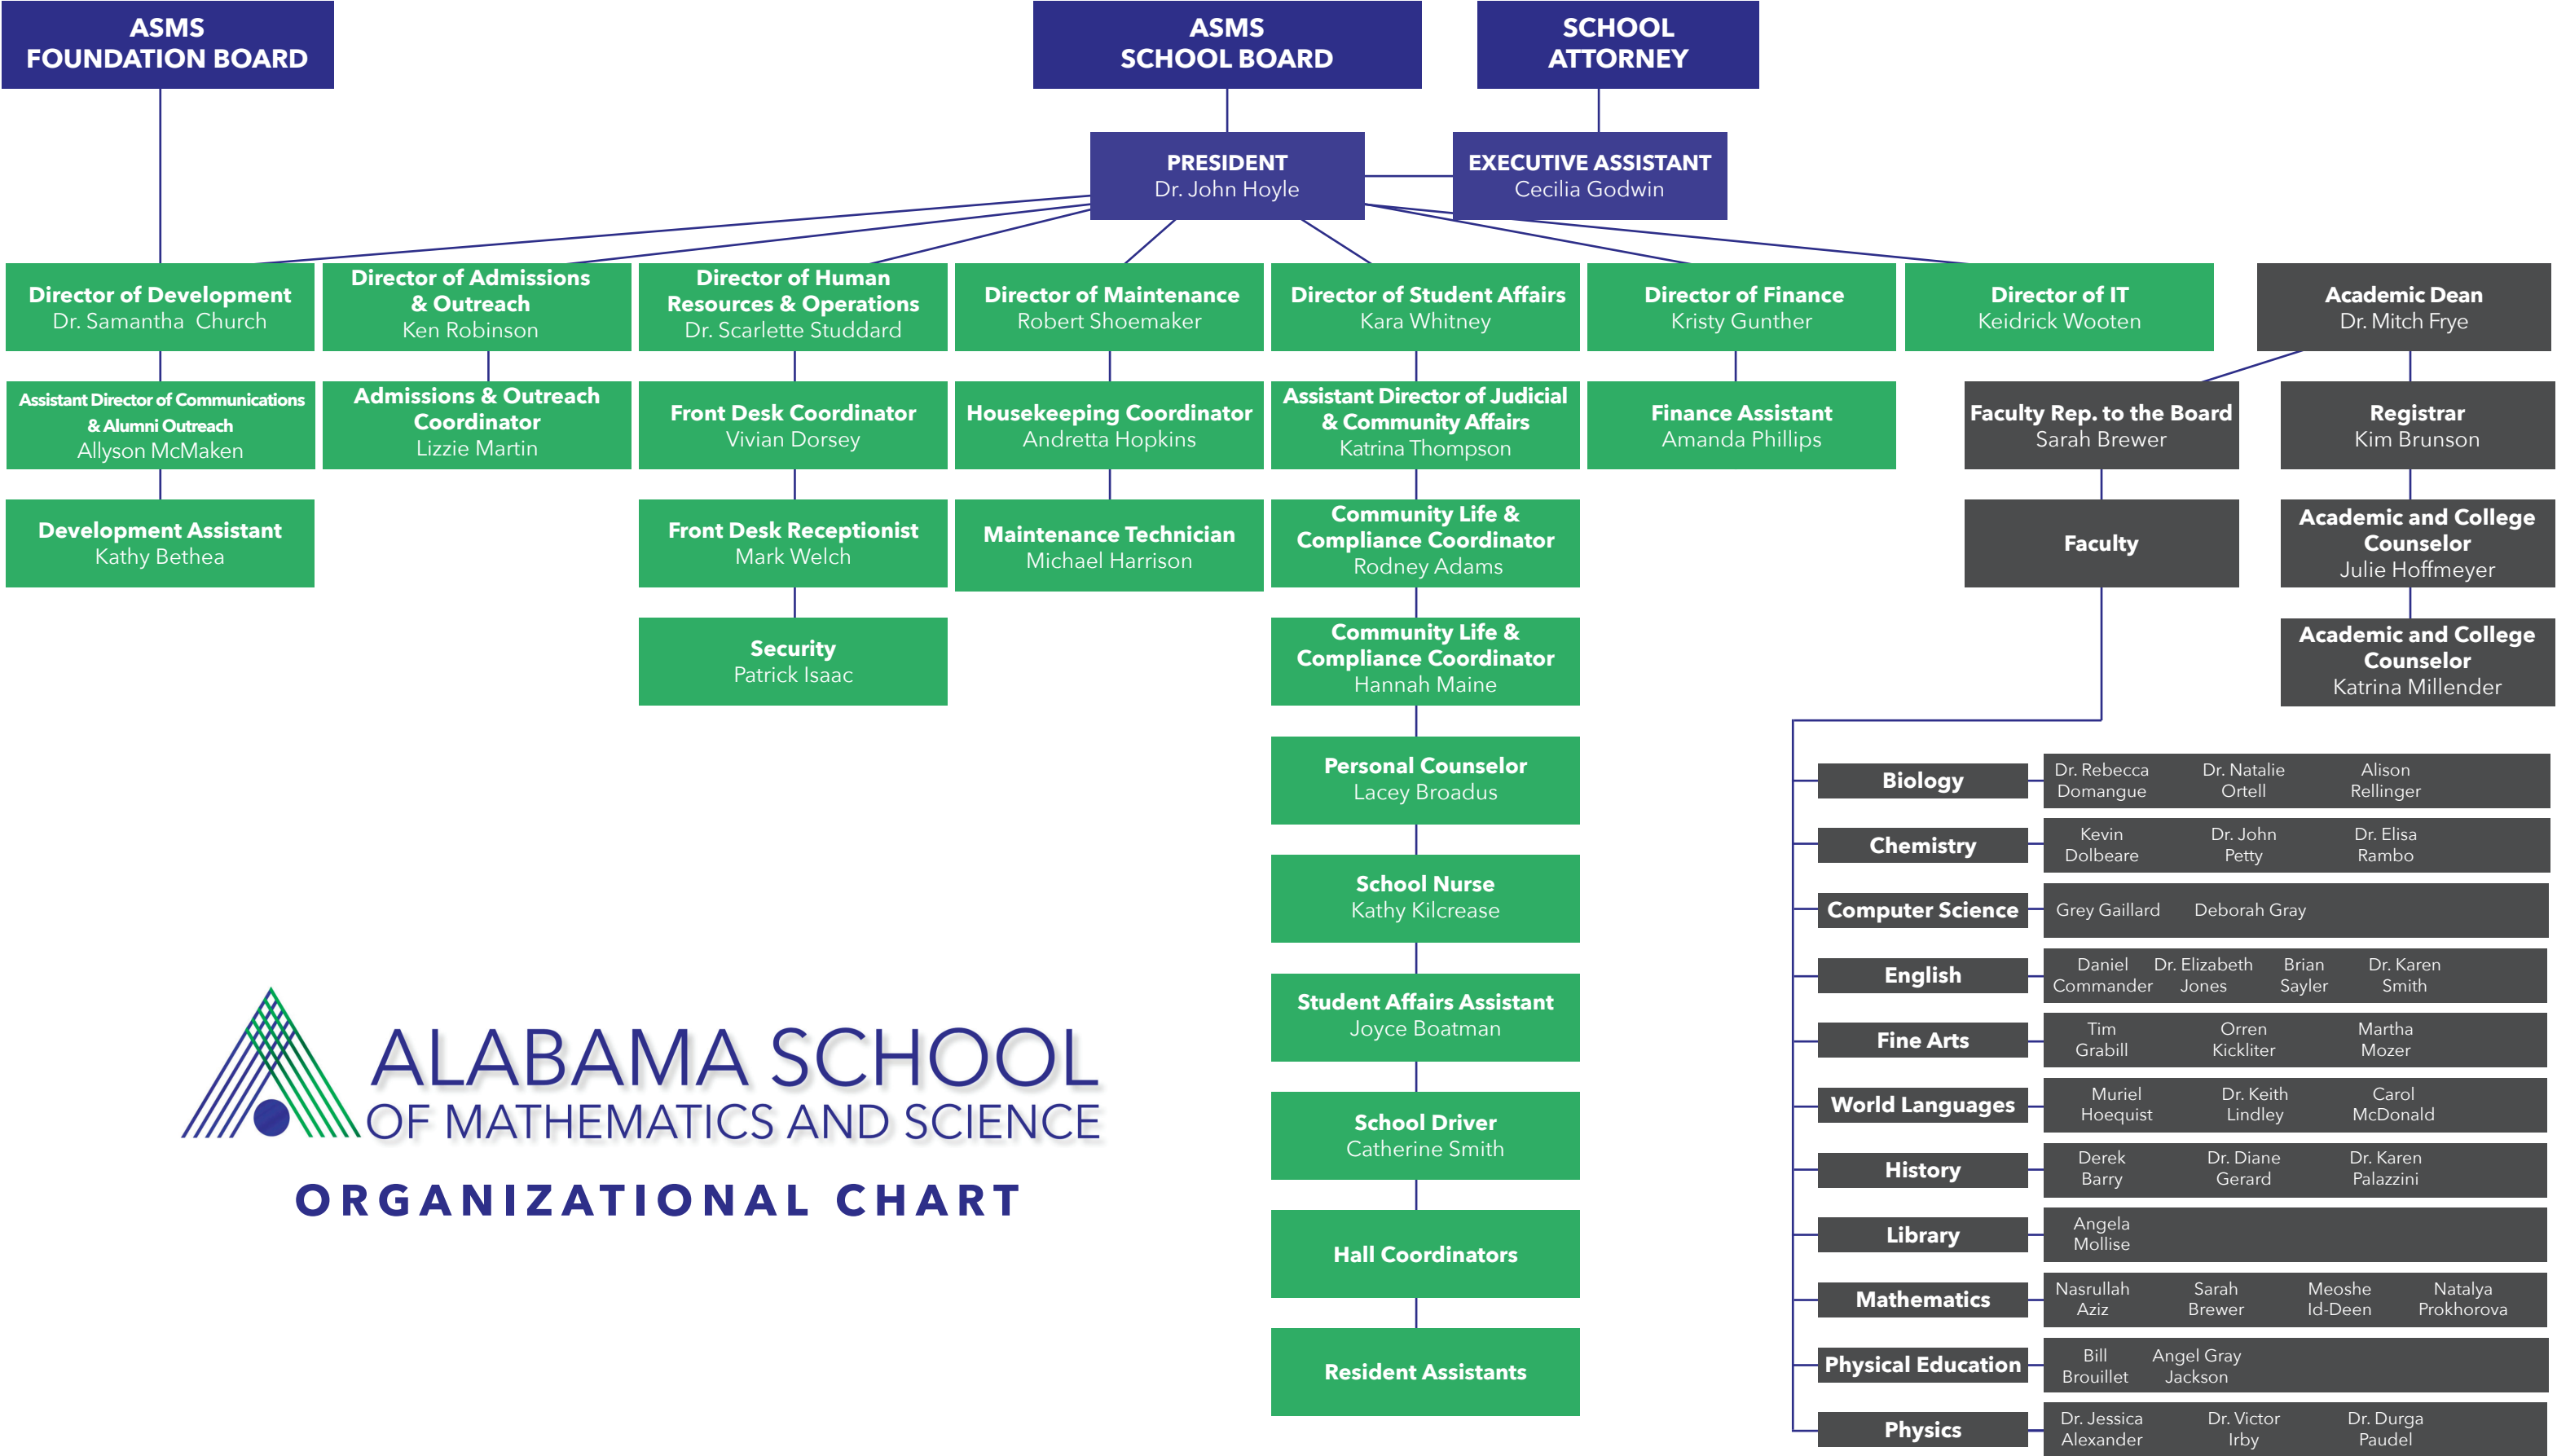 ASMS
FOUNDATION BOARD
ASMS
SCHOOL BOARD
SCHOOL
ATTORNEY
PRESIDENT
Dr. John Hoyle
EXECUTIVE ASSISTANT
Cecilia Godwin
Director of Development
Dr. Samantha Church
Director of Admissions
& Outreach
Ken Robinson
Director of Human
Resources & Operations
Dr. Scarlette Studdard
Director of Maintenance
Robert Shoemaker
Director of Student Affairs
Kara Whitney
Director of Finance
Kristy Gunther
Director of IT
Keidrick Wooten
Academic Dean
Dr. Mitch Frye
Assistant Director of Communications
& Alumni Outreach
Allyson McMaken
Admissions & Outreach
Coordinator
Lizzie Martin
Front Desk Coordinator
Vivian Dorsey
Housekeeping Coordinator
Andretta Hopkins
Assistant Director of Judicial
& Community Affairs
Katrina Thompson
Finance Assistant
Amanda Phillips
Faculty Rep. to the Board
Sarah Brewer
Registrar
Kim Brunson
Development Assistant
Kathy Bethea
Front Desk Receptionist
Mark Welch
Maintenance Technician
Michael Harrison
Community Life &
Compliance Coordinator
Rodney Adams
Faculty
Academic and College
Counselor
Julie Hoffmeyer
Security
Patrick Isaac
Community Life &
Compliance Coordinator
Hannah Maine
Academic and College
Counselor
Katrina Millender
Personal Counselor
Lacey Broadus
School Nurse
Kathy Kilcrease
Student Affairs Assistant
Joyce Boatman
School Driver
Catherine Smith
Hall Coordinators
Resident Assistants
Biology
Dr. Rebecca
Domangue
Dr. Natalie
Ortell
Alison
Rellinger
Chemistry
Kevin
Dolbeare
Dr. John
Petty
Dr. Elisa
Rambo
Computer Science
Grey Gaillard
Deborah Gray
English
Daniel
Commander
Dr. Elizabeth
Jones
Brian
Sayler
Dr. Karen
Smith
Fine Arts
Tim
Grabill
Orren
Kickliter
Martha
Mozer
World Languages
Muriel
Hoequist
Dr. Keith
Lindley
Carol
McDonald
History
Derek
Barry
Dr. Diane
Gerard
Dr. Karen
Palazzini
Library
Angela
Mollise
Mathematics
Nasrullah
Aziz
Sarah
Brewer
Meoshe
Id-Deen
Natalya
Prokhorova
Physical Education
Bill
Brouillet
Angel Gray
Jackson
Physics
Dr. Jessica
Alexander
Dr. Victor
Irby
Dr. Durga
Paudel
ALABAMA SCHOOL
OF MATHEMATICS AND SCIENCE
ORGANIZATIONAL CHART